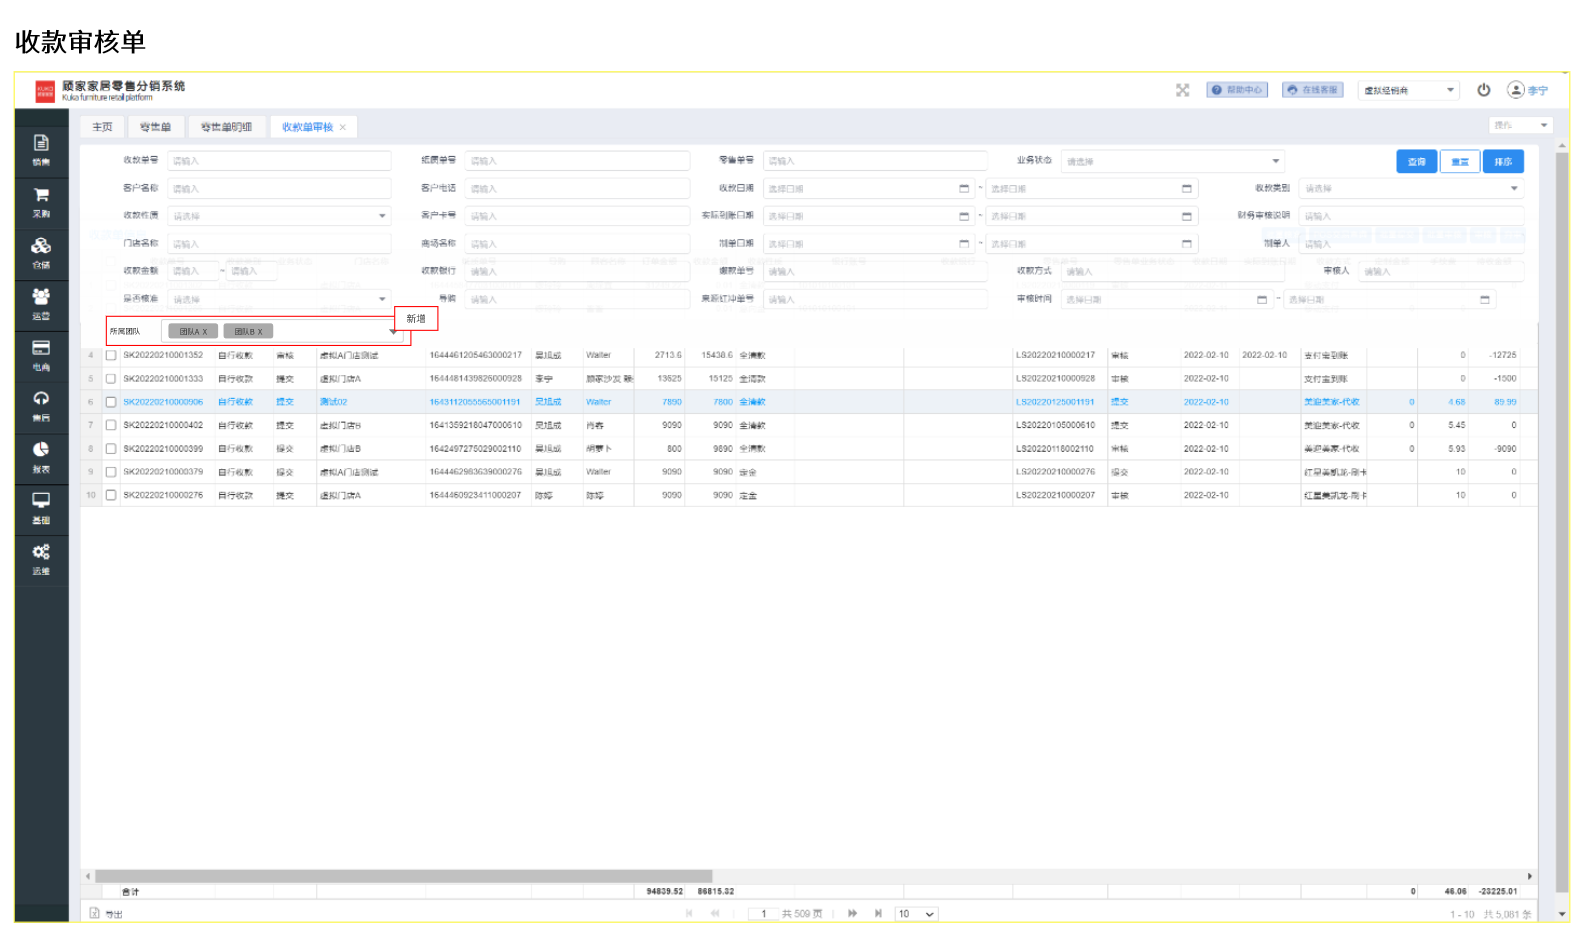 收款审核单
顾家家居零售分销系统
Kuka furniture retail platform
帮助中心 在线客服 虚拟经销商 李宁
主页 零售单 零售单明细 收款单审核 × 操作
销售
采购
仓储
运营
电商
售后
报表
基础
运维
收款单号 请输入 纸质单号 请输入 零售单号 请输入 业务状态 请选择 查询 重置 排序
客户名称 请输入 客户电话 请输入 收款日期 选择日期 ~ 选择日期 收款类别 请选择
收款性质 请选择 客户卡号 请输入 实际到账日期 选择日期 ~ 选择日期 财务审核说明 请输入
门店名称 请输入 商场名称 请输入 制单日期 选择日期 ~ 选择日期 制单人 请输入
收款金额 请输入 ~ 请输入 收款银行 请输入 缴款单号 请输入 收款方式 请输入 审核人 请输入
是否核准 请选择 导购 请输入 来源红冲单号 请输入 审核时间 选择日期 ~ 选择日期
所属团队 团队A X 团队B X 新增
4 SK20220210001352 自行收款 审核 虚拟A门店测试 1644461205463000217 吴旭成 Walter 2713.6 15438.6 全清款 LS20220210000217 审核 2022-02-10 2022-02-10 支付宝到账 0 -12725
5 SK20220210001333 自行收款 提交 虚拟门店A 1644481439826000928 李宁 顾家沙发 13625 15125 全清款 LS20220210000928 审核 2022-02-10 支付宝到账 0 -1500
6 SK20220210000906 自行收款 提交 测试02 1643112055565001191 吴旭成 Walter 7890 7800 全清款 LS20220125001191 提交 2022-02-10 美迎美家-代收 0 4.68 89.99
7 SK20220210000402 自行收款 提交 虚拟门店B 1641359218047000610 吴旭成 肖春 9090 9090 全清款 LS20220105000610 提交 2022-02-10 美迎美家-代收 0 5.45 0
8 SK20220210000399 自行收款 提交 虚拟门店B 1642497275029002110 吴旭成 胡萝卜 800 9890 全清款 LS20220118002110 审核 2022-02-10 美迎美家-代收 0 5.93 -9090
9 SK20220210000379 自行收款 提交 虚拟A门店测试 1644462983639000276 吴旭成 Walter 9090 9090 定金 LS20220210000276 提交 2022-02-10 红星美凯龙-刷卡 10 0
10 SK20220210000276 自行收款 提交 虚拟门店A 1644460923411000207 陈婷 陈婷 9090 9090 定金 LS20220210000207 审核 2022-02-10 红星美凯龙-刷卡 10 0
合计 94839.52 86815.32 0 46.06 -23225.01
导出 1 共 509 页 10 1 - 10 共 5,081 条